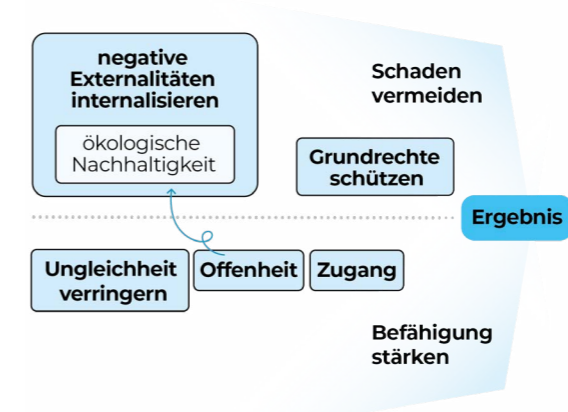 negative
Externalitäten
internalisieren
ökologische
Nachhaltigkeit
Schaden
vermeiden
Grundrechte
schützen
Ergebnis
Ungleichheit
verringern
Offenheit
Zugang
Befähigung
stärken